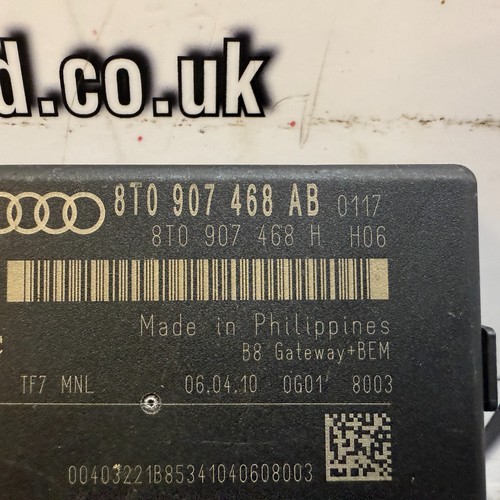 d.co.uk
8T0 907 468 AB 0117
8T0 907 468 H H06
Made in Philippines
B8 Gateway+BEM
TF7 MNL 06.04.10 0G01' 8003
00403221B85341040608003